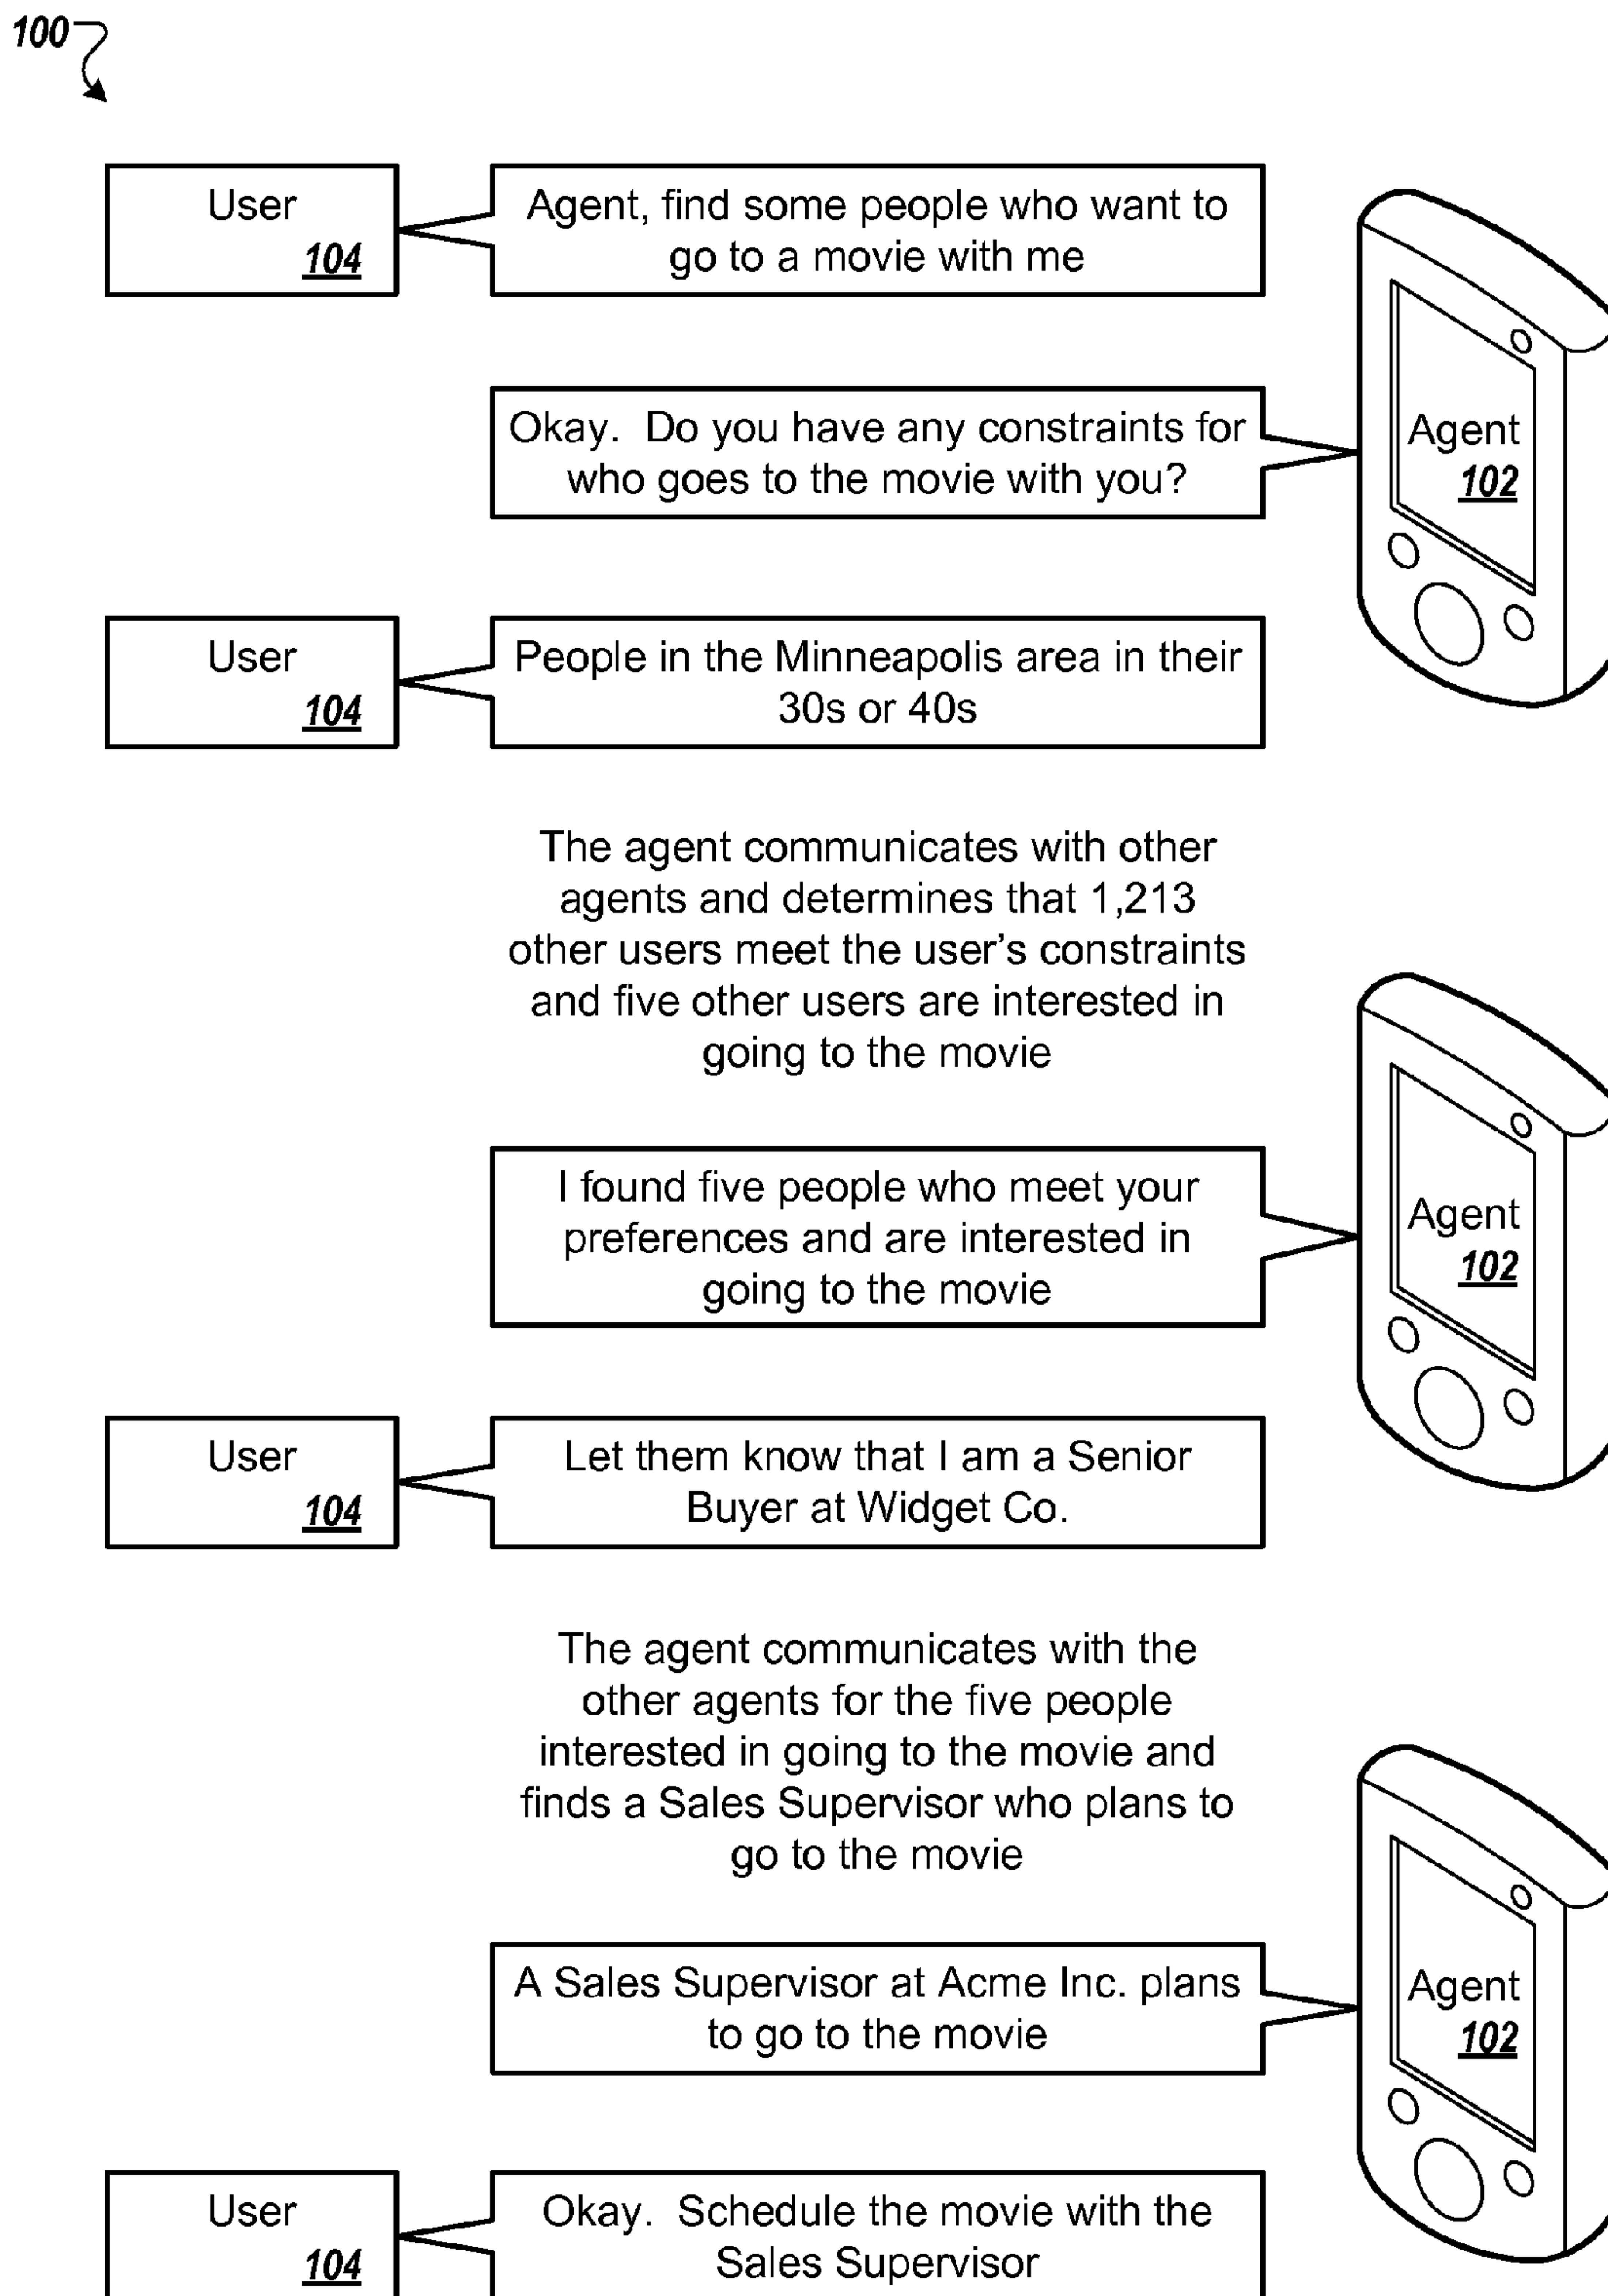 100
User
104
Agent, find some people who want to
go to a movie with me
Okay.  Do you have any constraints for
who goes to the movie with you?
Agent
102
User
104
People in the Minneapolis area in their
30s or 40s
The agent communicates with other
agents and determines that 1,213
other users meet the user’s constraints
and five other users are interested in
going to the movie
I found five people who meet your
preferences and are interested in
going to the movie
Agent
102
User
104
Let them know that I am a Senior
Buyer at Widget Co.
The agent communicates with the
other agents for the five people
interested in going to the movie and
finds a Sales Supervisor who plans to
go to the movie
A Sales Supervisor at Acme Inc. plans
to go to the movie
Agent
102
User
104
Okay.  Schedule the movie with the
Sales Supervisor